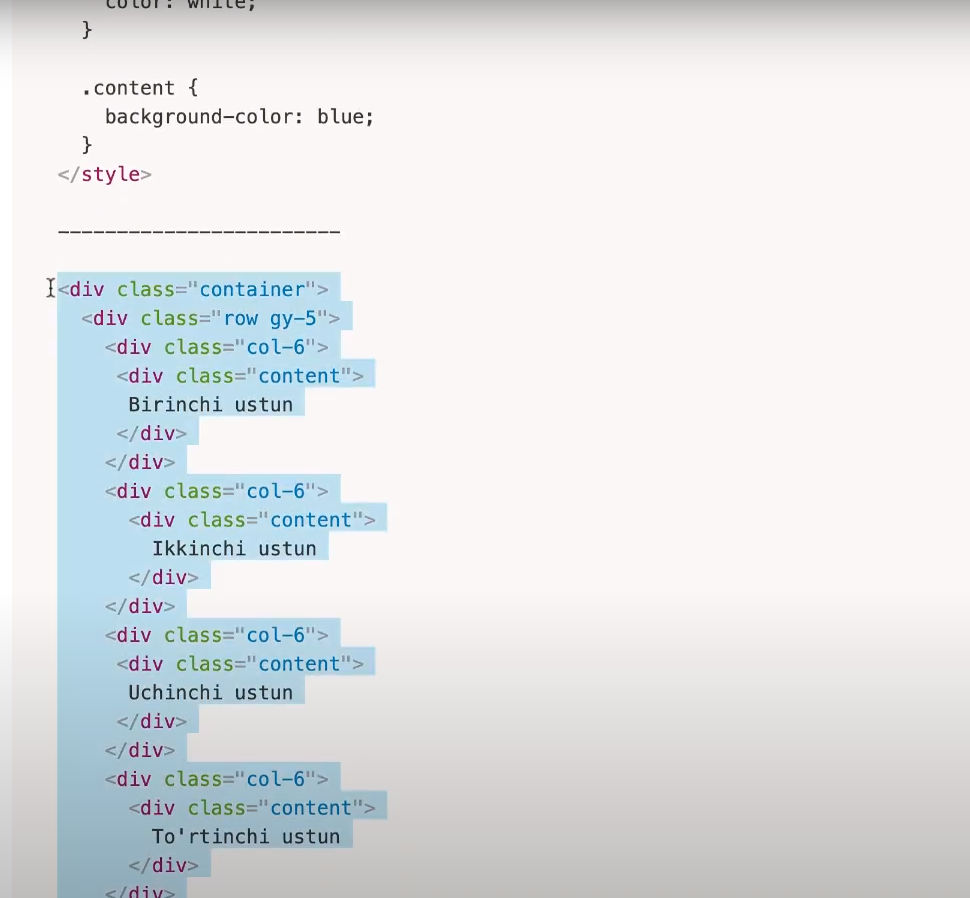 color: white;
}
.content {
background-color: blue;
}
</style>
------------------------
<div class="container">
<div class="row gy-5">
<div class="col-6">
<div class="content">
Birinchi ustun
</div>
</div>
<div class="col-6">
<div class="content">
Ikkinchi ustun
</div>
</div>
<div class="col-6">
<div class="content">
Uchinchi ustun
</div>
</div>
<div class="col-6">
<div class="content">
To'rtinchi ustun
</div>
</div>